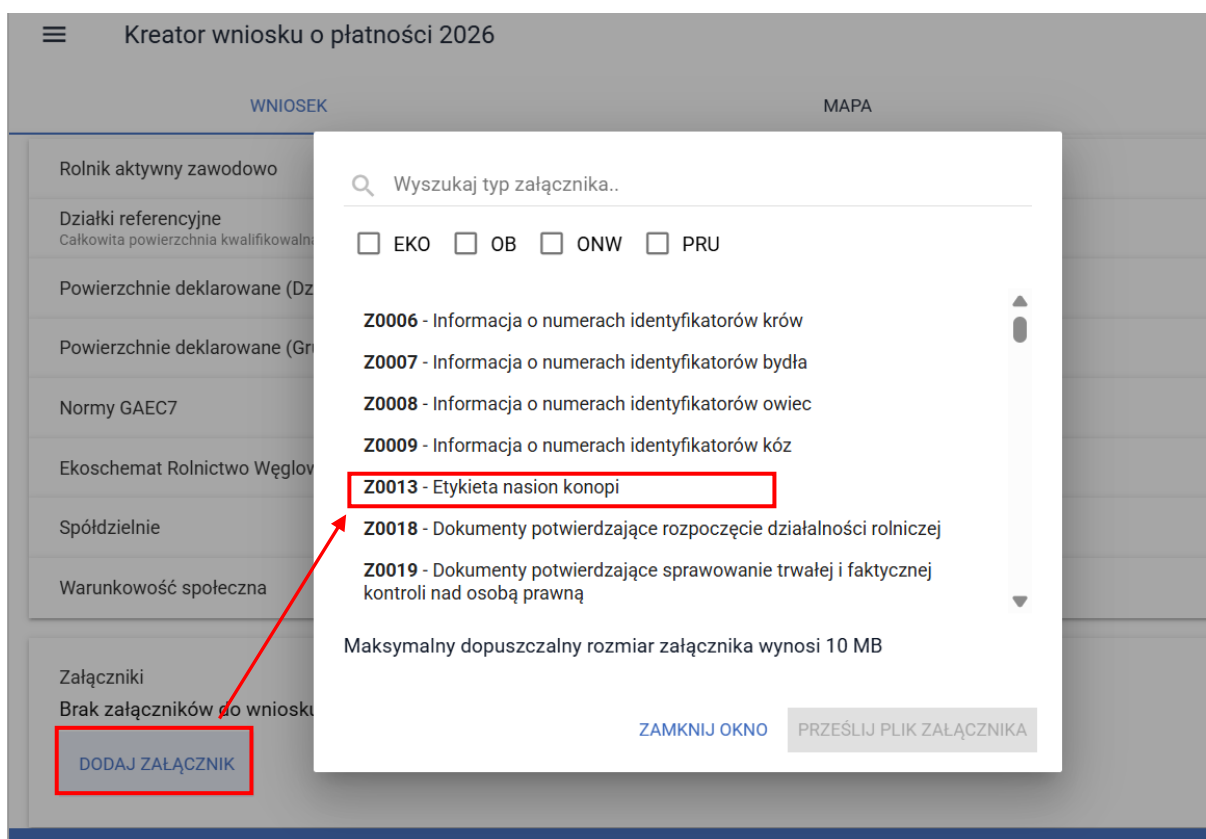 Kreator wniosku o płatności 2026
WNIOSEK
MAPA
Rolnik aktywny zawodowo
Działki referencyjne
Całkowita powierzchnia kwalifikowaln
Powierzchnie deklarowane (Dz
Powierzchnie deklarowane (Gr
Normy GAEC7
Ekoschemat Rolnictwo Węglow
Spółdzielnie
Warunkowość społeczna
Załączniki
Brak załączników do wniosku
DODAJ ZAŁĄCZNIK
Wyszukaj typ załącznika..
EKO OB ONW PRU
Z0006 - Informacja o numerach identyfikatorów krów
Z0007 - Informacja o numerach identyfikatorów bydła
Z0008 - Informacja o numerach identyfikatorów owiec
Z0009 - Informacja o numerach identyfikatorów kóz
Z0013 - Etykieta nasion konopi
Z0018 - Dokumenty potwierdzające rozpoczęcie działalności rolniczej
Z0019 - Dokumenty potwierdzające sprawowanie trwałej i faktycznej
kontroli nad osobą prawną
Maksymalny dopuszczalny rozmiar załącznika wynosi 10 MB
ZAMKNIJ OKNO
PRZEŚLIJ PLIK ZAŁĄCZNIKA